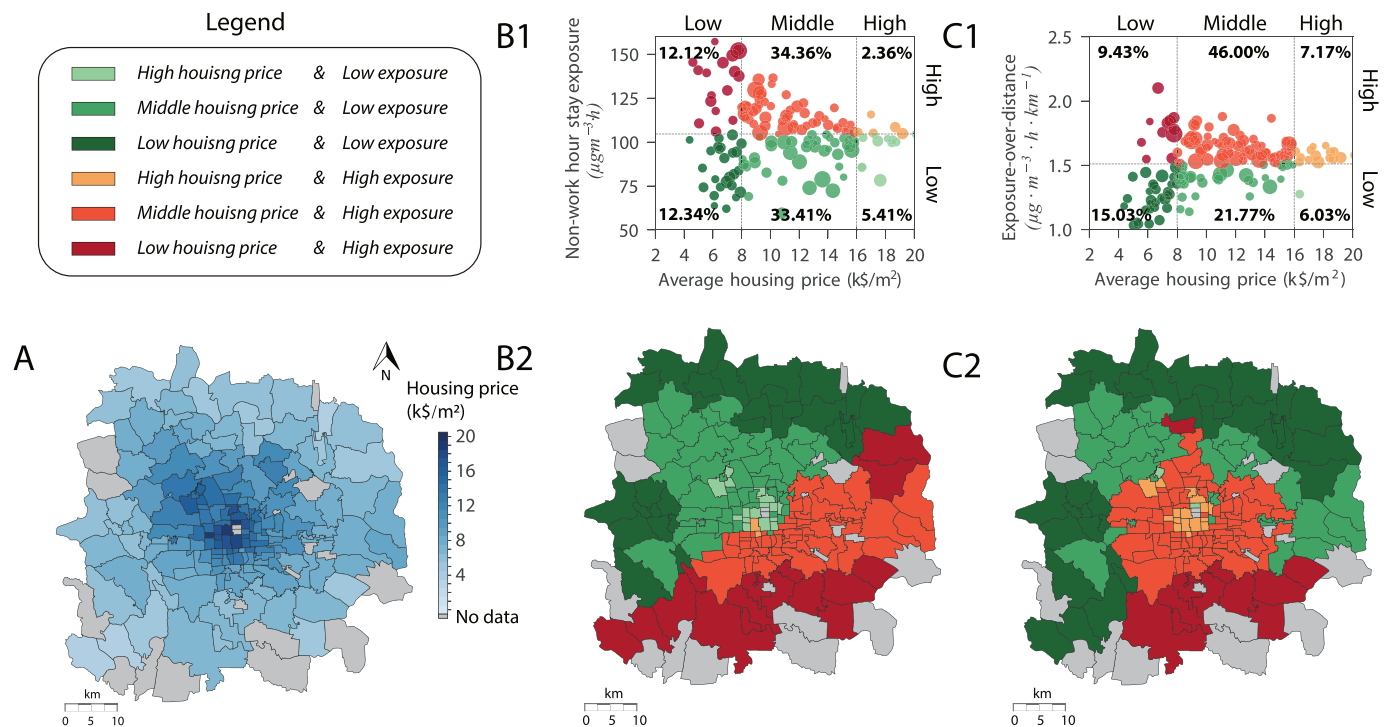 Legend
High houisng price & Low exposure
Middle houisng price & Low exposure
Low houisng price & Low exposure
High houisng price & High exposure
Middle houisng price & High exposure
Low houisng price & High exposure
B1
Low Middle High
12.12% 34.36% 2.36%
12.34% 33.41% 5.41%
High
Low
150
125
100
75
50
2 4 6 8 10 12 14 16 18 20
Non-work hour stay exposure
(μgm⁻³h)
Average housing price (k$/m²)
C1
Low Middle High
9.43% 46.00% 7.17%
15.03% 21.77% 6.03%
High
Low
2.5
2.0
1.5
1.0
2 4 6 8 10 12 14 16 18 20
Exposure-over-distance
(μg · m⁻³ · h · km⁻¹)
Average housing price (k$/m²)
A
N
Housing price
(k$/m²)
20
16
12
8
4
No data
km
0 5 10
B2
km
0 5 10
C2
km
0 5 10